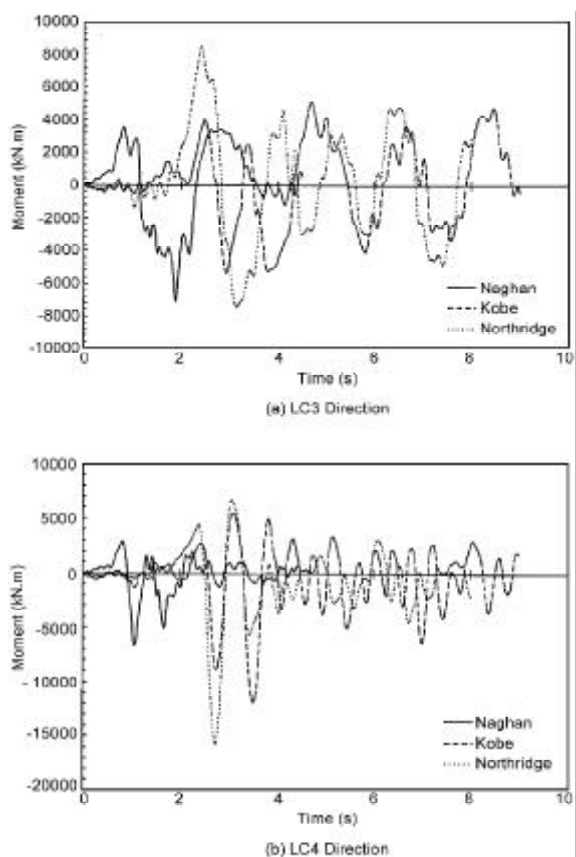 10000
8000
6000
4000
2000
0
-2000
-4000
-6000
-8000
-10000
Moment (kN.m)
Naghan
Kobe
Northridge
0 2 4 6 8 10
Time (s)
(a) LC3 Direction
10000
5000
0
-5000
-10000
-15000
-20000
Moment (kN.m)
Naghan
Kobe
Northridge
0 2 4 6 8 10
Time (s)
(b) LC4 Direction